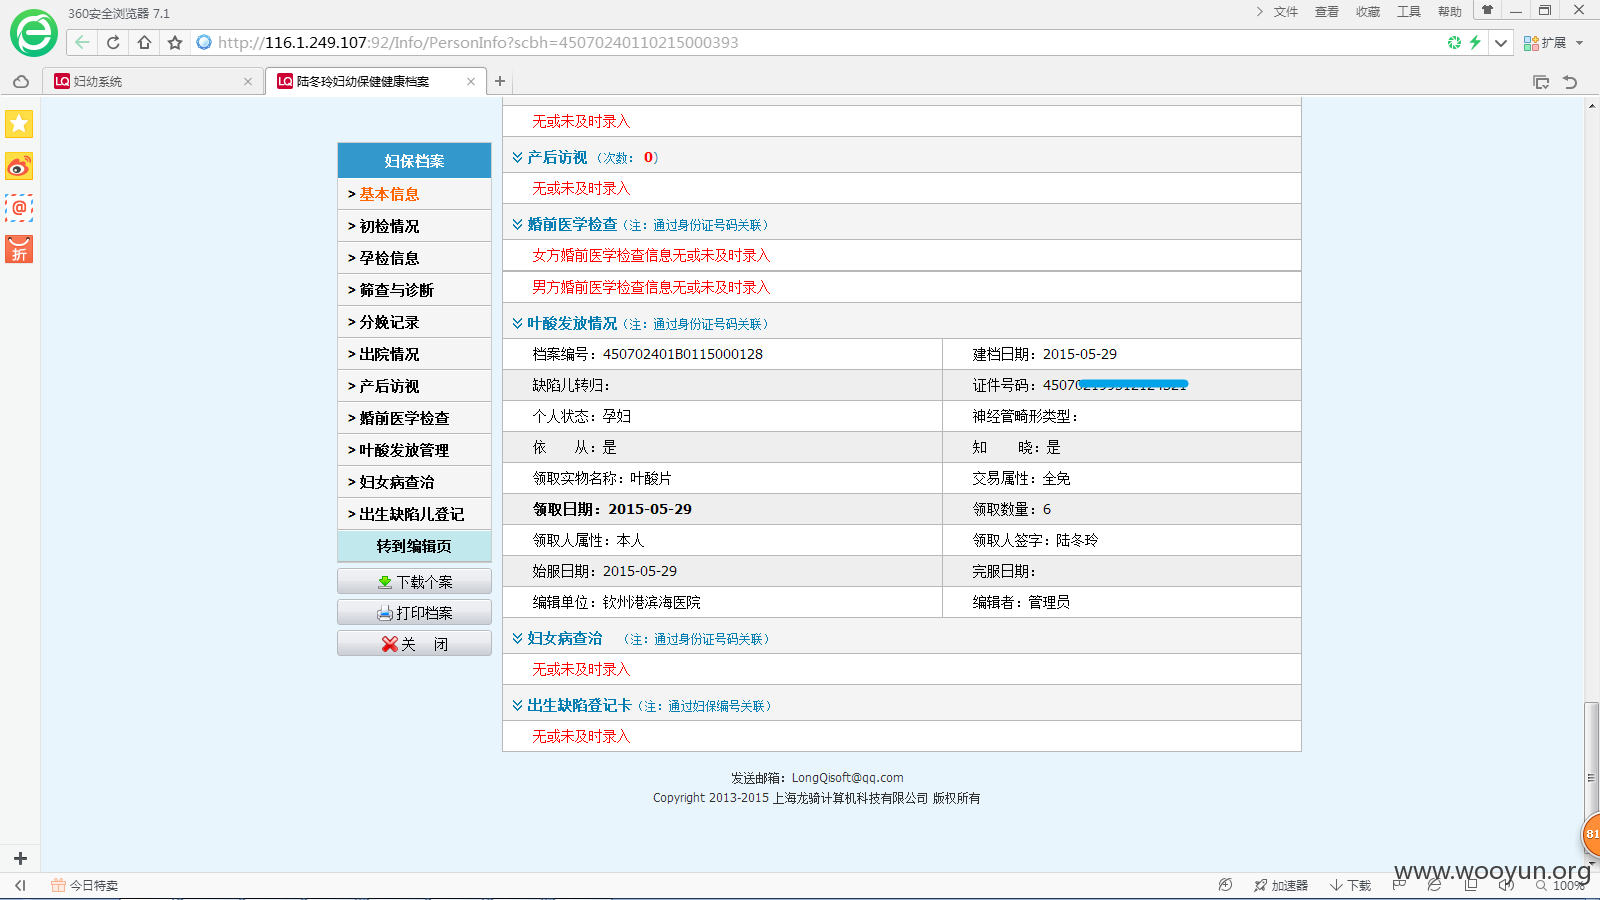 360安全浏览器 7.1
文件 查看 收藏 工具 帮助
http://116.1.249.107:92/Info/PersonInfo?scbh=45070240110215000393
扩展
妇幼系统
陆冬玲妇幼保健健康档案
无或未及时录入
产后访视（次数： 0）
无或未及时录入
婚前医学检查（注：通过身份证号码关联）
女方婚前医学检查信息无或未及时录入
男方婚前医学检查信息无或未及时录入
叶酸发放情况（注：通过身份证号码关联）
档案编号：450702401B0115000128
建档日期：2015-05-29
缺陷儿转归：
证件号码：45070
个人状态：孕妇
神经管畸形类型：
依 从：是
知 晓：是
领取实物名称：叶酸片
交易属性：全免
领取日期：2015-05-29
领取数量：6
领取人属性：本人
领取人签字：陆冬玲
始服日期：2015-05-29
完服日期：
编辑单位：钦州港滨海医院
编辑者：管理员
妇女病查治 （注：通过身份证号码关联）
无或未及时录入
出生缺陷登记卡（注：通过妇保编号关联）
无或未及时录入
妇保档案
> 基本信息
> 初检情况
> 孕检信息
> 筛查与诊断
> 分娩记录
> 出院情况
> 产后访视
> 婚前医学检查
> 叶酸发放管理
> 妇女病查治
> 出生缺陷儿登记
转到编辑页
下载个案
打印档案
关 闭
发送邮箱：LongQisoft@qq.com
Copyright 2013-2015 上海龙骑计算机科技有限公司 版权所有
折
81
www.wooyun.org
今日特卖
加速器
下载
100%